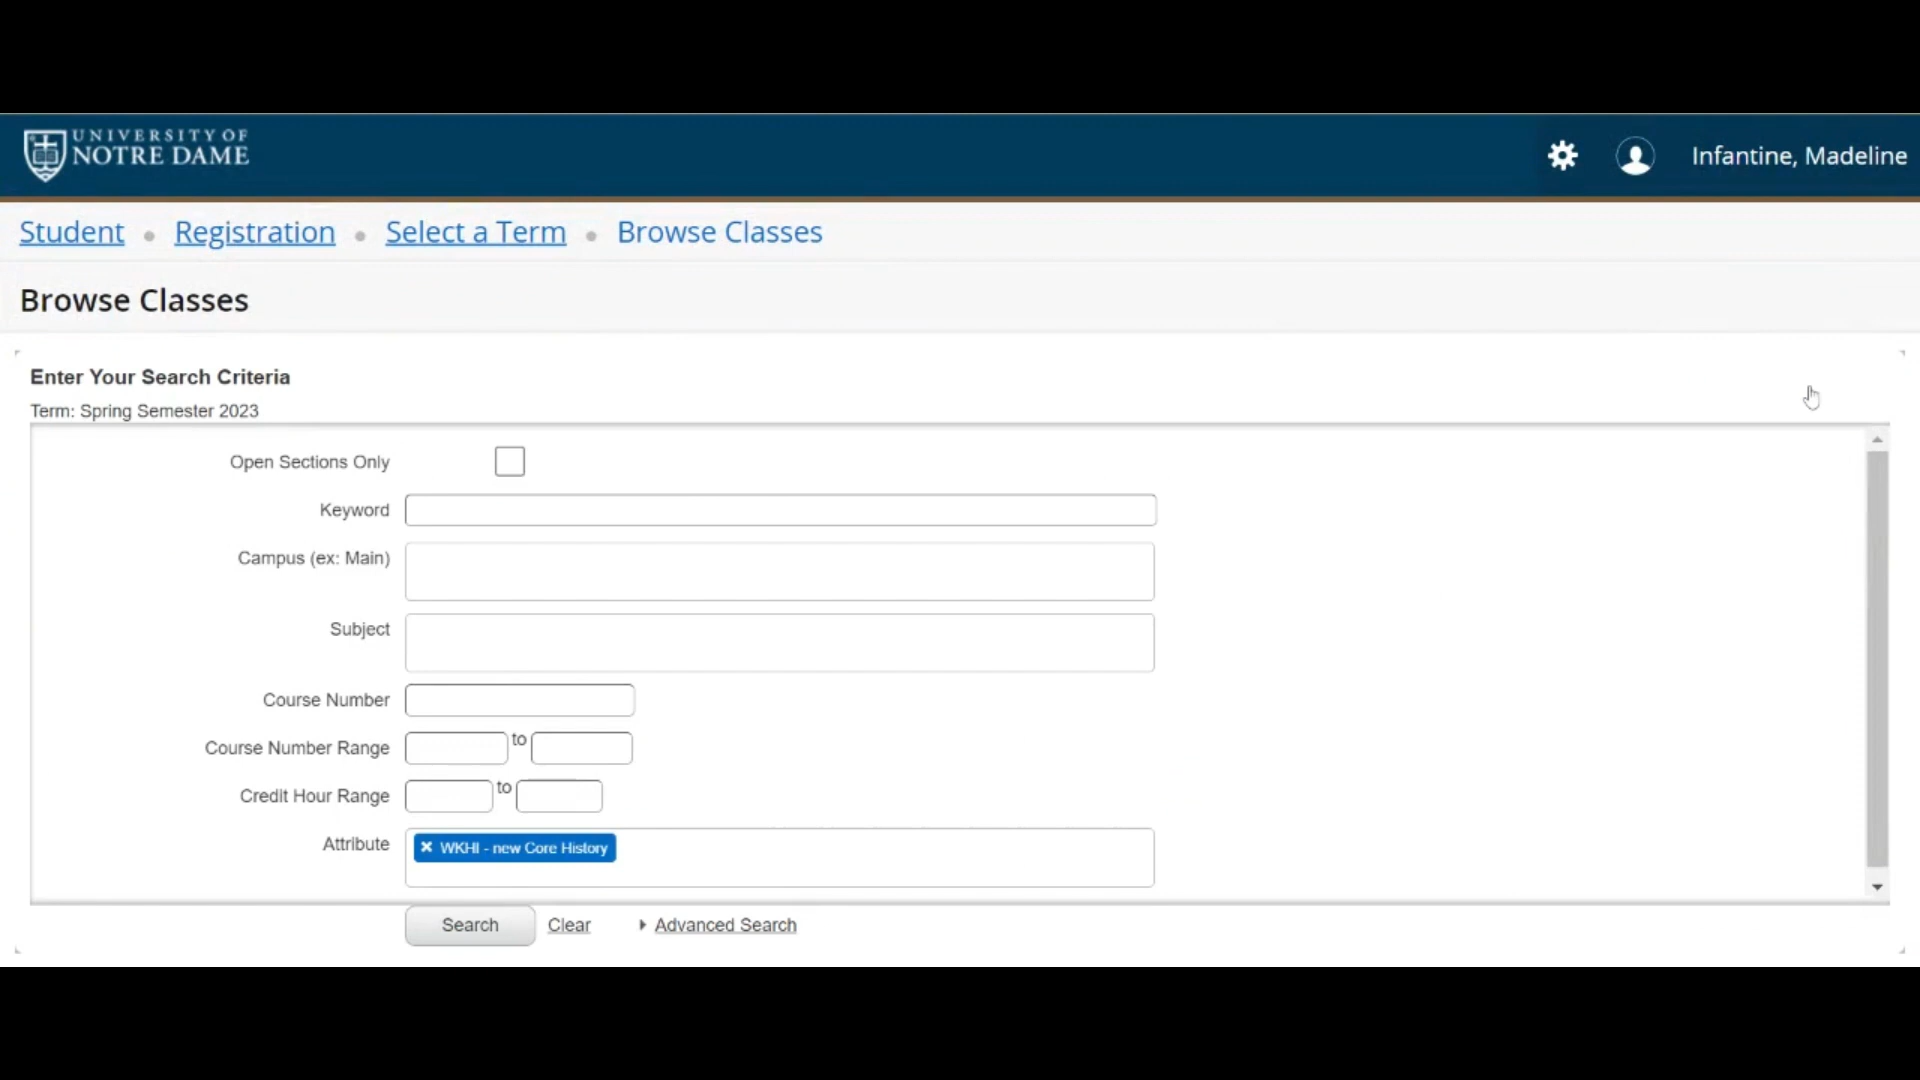 UNIVERSITY OF
NOTRE DAME
Infantine, Madeline
Student • Registration • Select a Term • Browse Classes
Browse Classes
Enter Your Search Criteria
Term: Spring Semester 2023
Open Sections Only
Keyword
Campus (ex: Main)
Subject
Course Number
Course Number Range to
Credit Hour Range to
Attribute × WKHI - new Core History
Search Clear Advanced Search